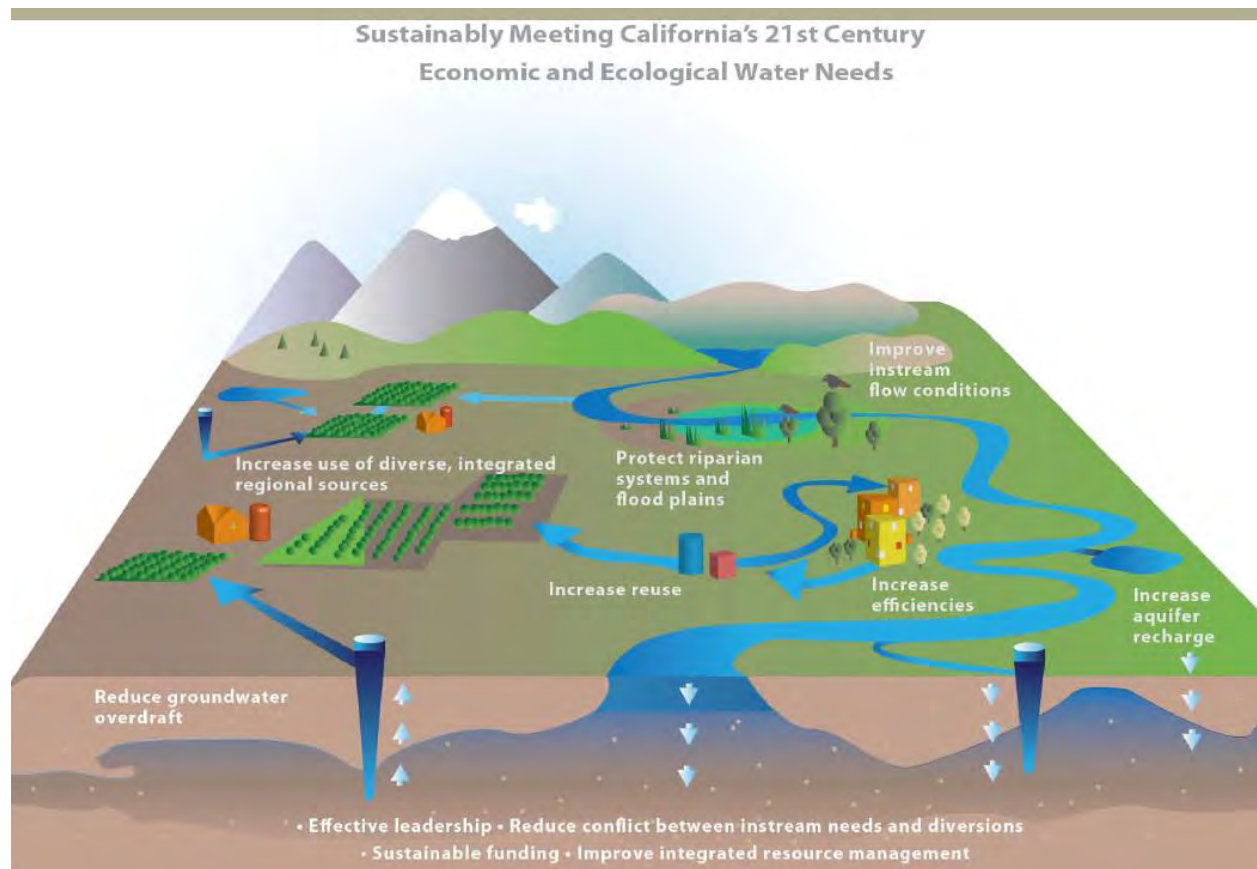 Sustainably Meeting California's 21st Century
Economic and Ecological Water Needs
Improve
instream
flow conditions
Increase use of diverse, integrated
regional sources
Protect riparian
systems and
flood plains
Increase reuse
Increase
efficiencies
Increase
aquifer
recharge
Reduce groundwater
overdraft
• Effective leadership • Reduce conflict between instream needs and diversions
• Sustainable funding • Improve integrated resource management